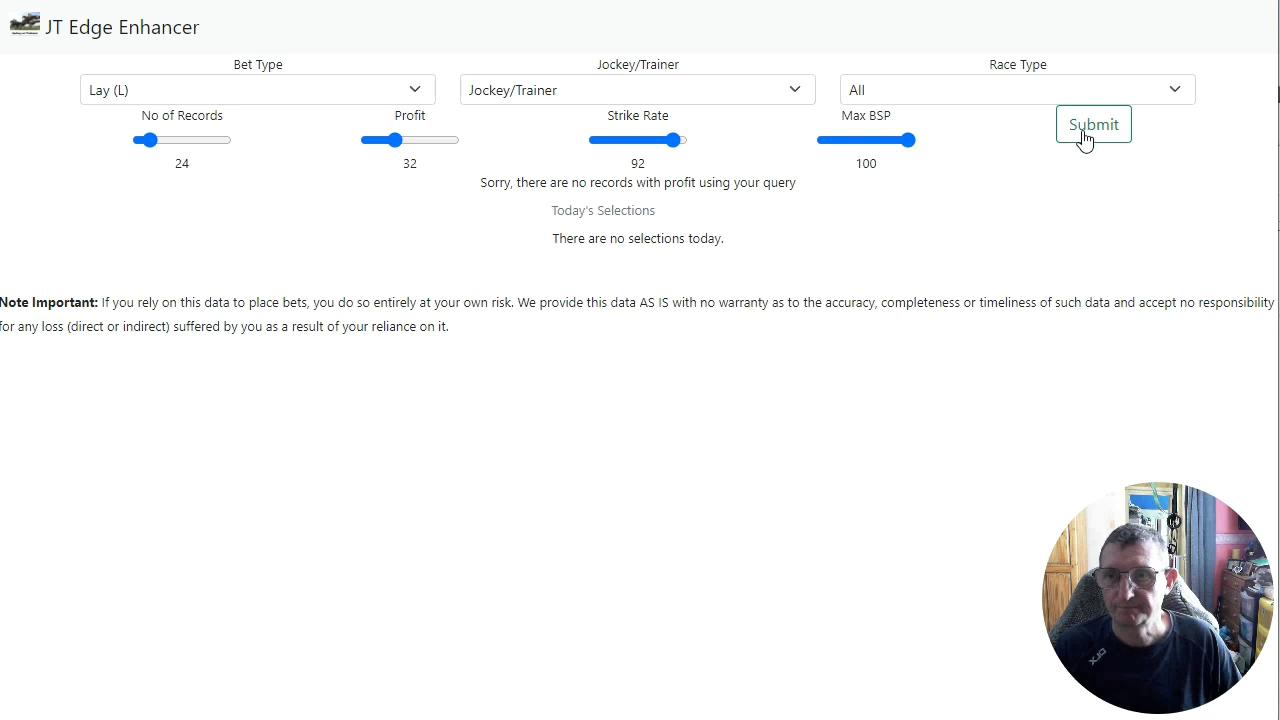 JT Edge Enhancer
Bet Type
Jockey/Trainer
Race Type
Lay (L)
Jockey/Trainer
All
No of Records
Profit
Strike Rate
Max BSP
Submit
24
32
92
100
Sorry, there are no records with profit using your query
Today's Selections
There are no selections today.
Note Important: If you rely on this data to place bets, you do so entirely at your own risk. We provide this data AS IS with no warranty as to the accuracy, completeness or timeliness of such data and accept no responsibility
for any loss (direct or indirect) suffered by you as a result of your reliance on it.